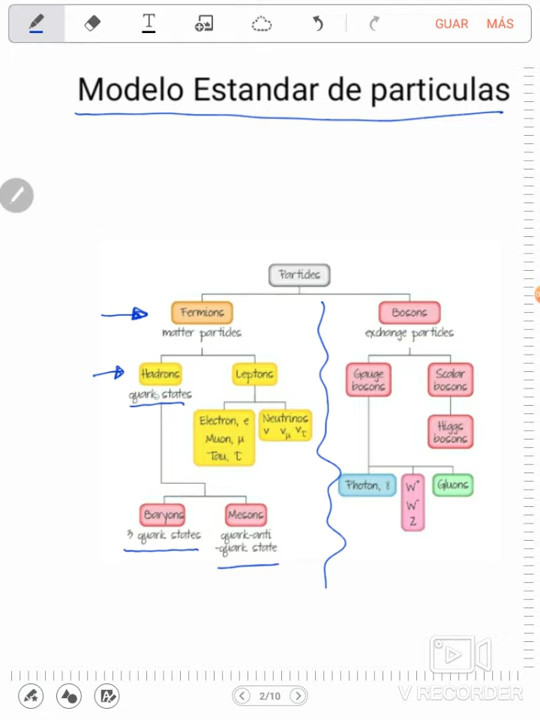 GUAR MÁS
Modelo Estandar de particulas
Particles
Fermions
matter particles
Bosons
exchange particles
Hadrons
quark states
Leptons
Gauge
bosons
Scalar
bosons
Electron, e
Muon, μ
Tau, τ
Neutrinos
ν ν_μ ν_τ
Higgs
bosons
Photon, γ
W⁺
W⁻
Z
Gluons
Baryons
3 quark states
Mesons
quark-anti
-quark state
2/10
V RECORDER